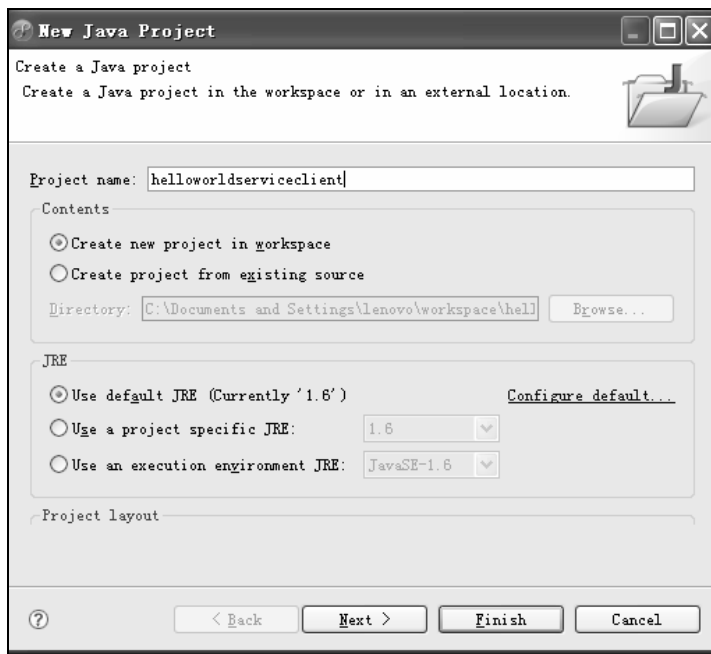 New Java Project
Create a Java project
Create a Java project in the workspace or in an external location.
Project name: helloworldserviceclient
Contents
Create new project in workspace
Create project from existing source
Directory: C:\Documents and Settings\lenovo\workspace\hell Browse...
JRE
Use default JRE (Currently '1.6') Configure default...
Use a project specific JRE: 1.6
Use an execution environment JRE: JavaSE-1.6
Project layout
? < Back Next > Finish Cancel